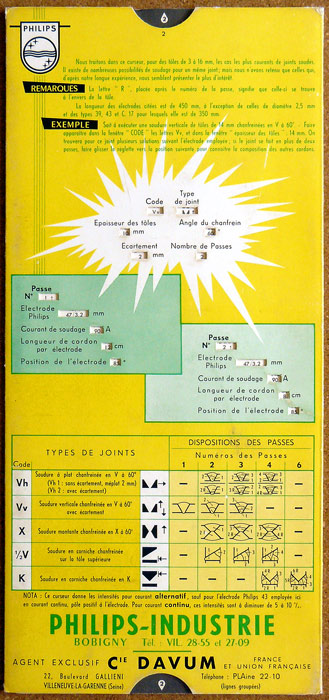 2
PHILIPS
2
Nous traitons dans ce curseur, pour des tôles de 3 à 16 mm, les cas les plus courants de joints soudés.
Il existe de nombreuses possibilités de soudage pour un même joint; mais nous n'avons retenu que celles qui,
d'après notre longue expérience, nous semblent présenter le plus d'intérêt.
REMARQUES La lettre " R ", placée après le numéro de la passe, signifie que celle-ci se trouve
à l'envers de la tôle.
La longueur des électrodes citées est de 450 mm, à l'exception de celles de diamètre 2,5 mm
et des types 39, 43 et C. 17 pour lesquels elle est de 350 mm.
EXEMPLE Soit à exécuter une soudure verticale de tôles de 14 mm chanfreinées en V à 60° - Faire
apparaître dans la fenêtre "CODE" les lettres Vv, et dans la fenêtre "épaisseur des tôles" : 14 mm. On
trouvera pour ce joint plusieurs solutions suivant l'électrode employée ; si le joint se fait en plus de deux
passes, faire glisser la réglette vers la position suivante pour connaître la composition des autres cordons.
Code
Type
de joint
Epaisseur des tôles
mm
Angle du chanfrein
°
Ecartement
2 mm
Nombre de Passes
Passe
N° 1
Electrode
Philips 47/3.2 mm
Courant de soudage 90 A
Longueur de cordon
par électrode cm
Position de l'électrode
Passe
N° 2
Electrode
Philips 47/3.2 mm
Courant de soudage 90 A
Longueur de cordon
par électrode cm
Position de l'électrode
TYPES DE JOINTS
DISPOSITIONS DES PASSES
Numéros des Passes
Code
1 2 3 4 6
Vh Soudure à plat chanfreinée en V à 60°
(Vh 1 : sans écartement, méplat 2 mm)
(Vh 2 : avec écartement)
Vv Soudure verticale chanfreinée en V à 60°
avec écartement
X Soudure montante chanfreinée en X à 60°
½V Soudure en corniche chanfreinée
sur la tôle supérieure
K Soudure en corniche chanfreinée en K...
NOTA : Ce curseur donne les intensités pour courant alternatif, sauf pour l'électrode Philips 43 employée ici
en courant continu, pôle positif à l'électrode. Pour courant continu, ces intensités sont à diminuer de 5 à 10 %.
PHILIPS-INDUSTRIE
BOBIGNY Tél. : VIL. 28-55 et 27-09
AGENT EXCLUSIF Cie DAVUM FRANCE
ET UNION FRANÇAISE
22, Boulevard GALLIENI
VILLENEUVE-LA-GARENNE (Seine)
Téléphone : PLAine 22-10
(lignes groupées)
2